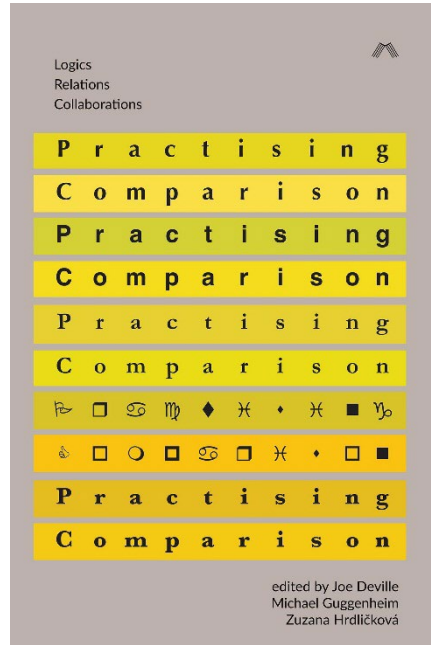 Logics
Relations
Collaborations
Practising
Comparison
Practising
Comparison
Practising
Comparison
🏱❒♋♍⧫♓⬧♓■♑
👍□❍◻♋❒♓⬧□■
Practising
Comparison
edited by Joe Deville
Michael Guggenheim
Zuzana Hrdličková